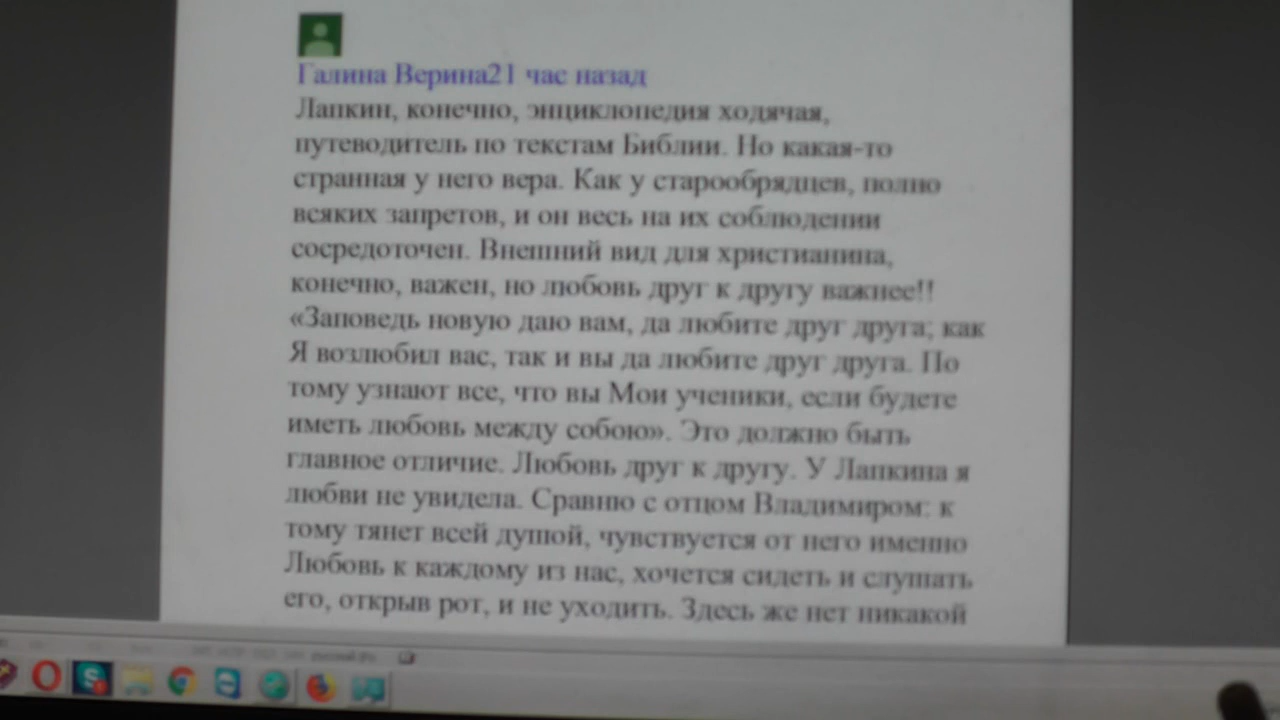 Галина Верина21 час назад
Лапкин, конечно, энциклопедия ходячая,
путеводитель по текстам Библии. Но какая-то
странная у него вера. Как у старообрядцев, полно
всяких запретов, и он весь на их соблюдении
сосредоточен. Внешний вид для христианина,
конечно, важен, но любовь друг к другу важнее!!
«Заповедь новую даю вам, да любите друг друга; как
Я возлюбил вас, так и вы да любите друг друга. По
тому узнают все, что вы Мои ученики, если будете
иметь любовь между собою». Это должно быть
главное отличие. Любовь друг к другу. У Лапкина я
любви не увидела. Сравню с отцом Владимиром: к
тому тянет всей душой, чувствуется от него именно
Любовь к каждому из нас, хочется сидеть и слушать
его, открыв рот, и не уходить. Здесь же нет никакой